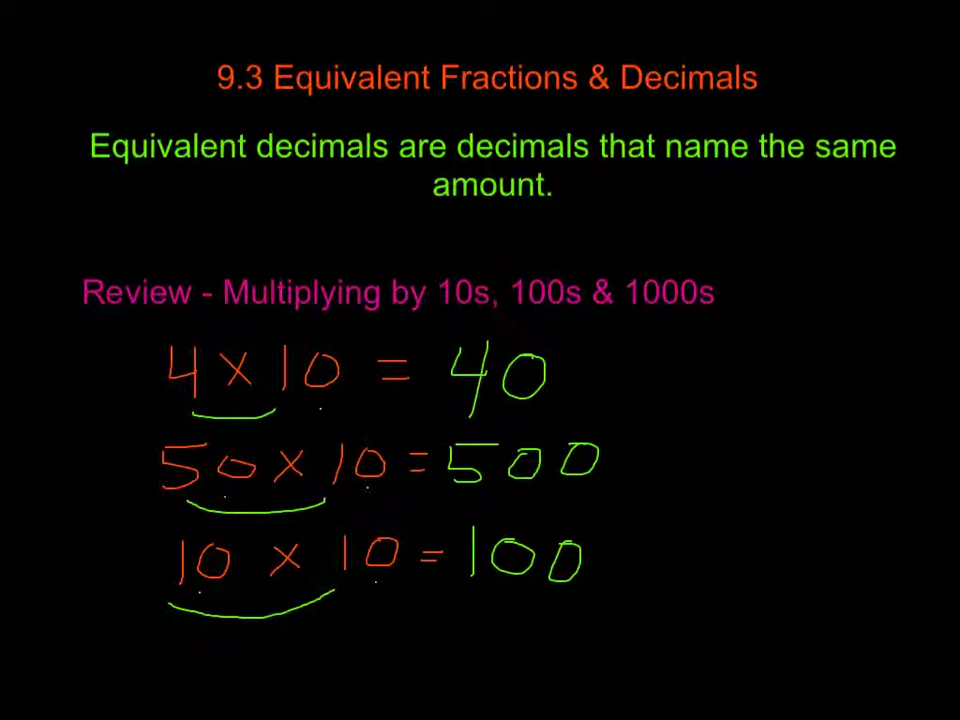 9.3 Equivalent Fractions & Decimals
Equivalent decimals are decimals that name the same
amount.
Review - Multiplying by 10s, 100s & 1000s
4 x 10 = 40
50 x 10 = 500
10 x 10 = 100